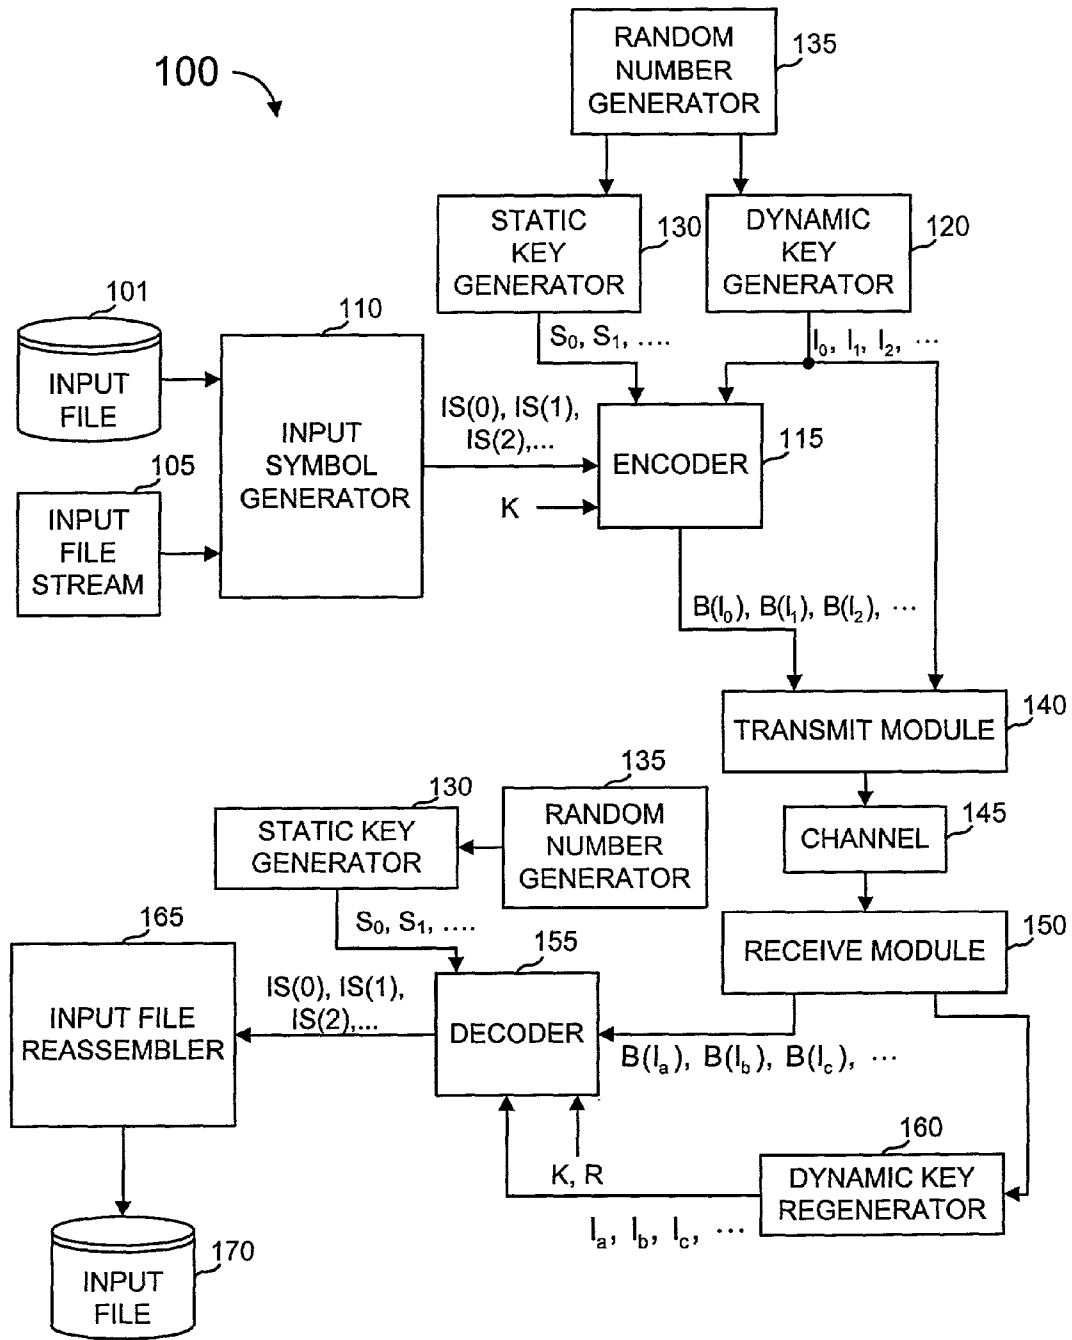 100
RANDOM
NUMBER
GENERATOR
135
STATIC
KEY
GENERATOR
130
DYNAMIC
KEY
GENERATOR
120
S₀, S₁, ....
I₀, I₁, I₂, ...
101
INPUT
FILE
105
INPUT
FILE
STREAM
110
INPUT
SYMBOL
GENERATOR
IS(0), IS(1),
IS(2),...
K
ENCODER
115
B(I₀), B(I₁), B(I₂), ...
TRANSMIT MODULE
140
CHANNEL
145
RECEIVE MODULE
150
130
STATIC KEY
GENERATOR
135
RANDOM
NUMBER
GENERATOR
S₀, S₁, ....
155
DECODER
165
INPUT FILE
REASSEMBLER
IS(0), IS(1),
IS(2),...
B(Iₐ), B(I_b), B(I_c), ...
K, R
160
DYNAMIC KEY
REGENERATOR
Iₐ, I_b, I_c, ...
INPUT
FILE
170